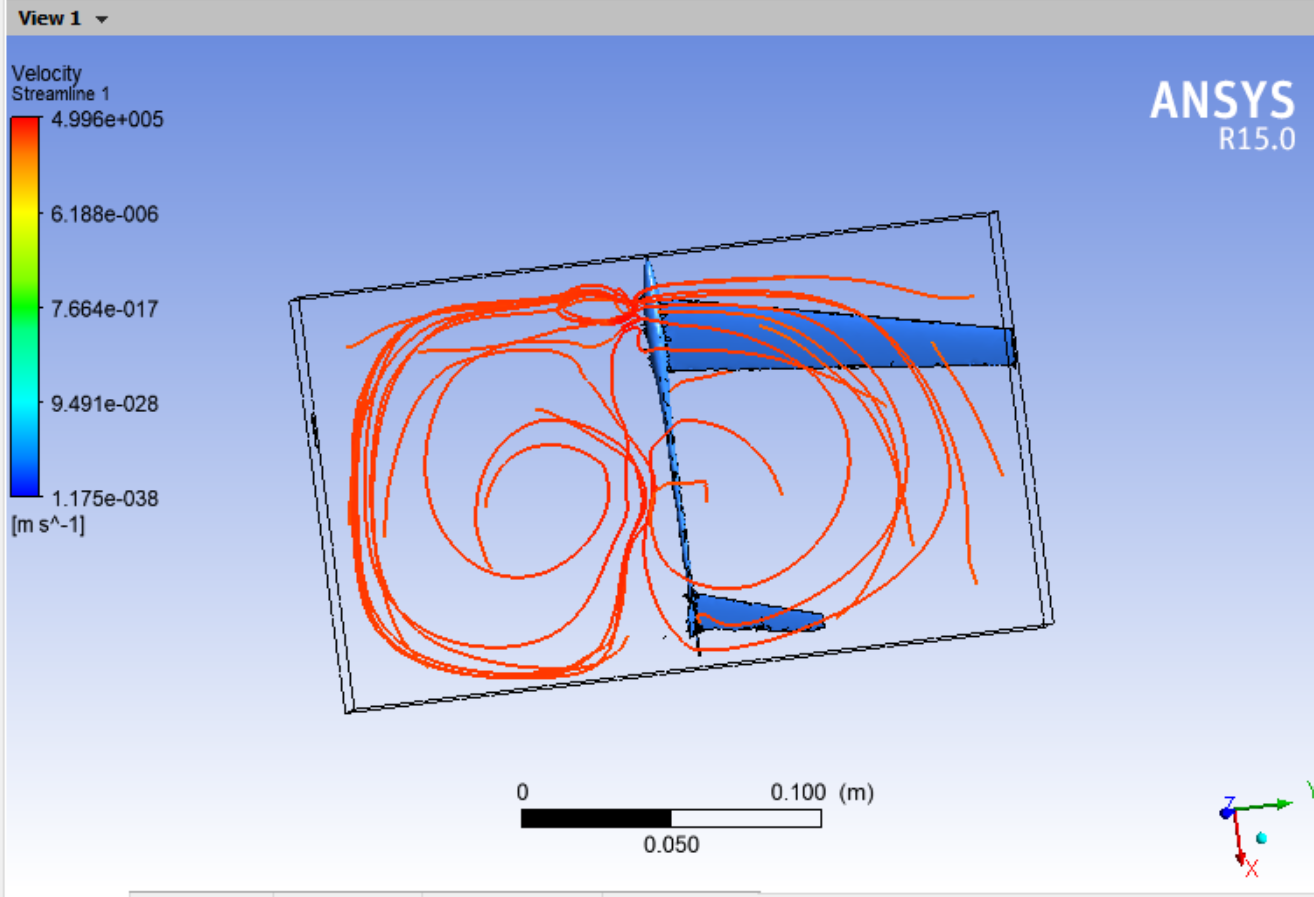 View 1
Velocity
Streamline 1
4.996e+005
6.188e-006
7.664e-017
9.491e-028
1.175e-038
[m s^-1]
ANSYS
R15.0
0 0.100 (m)
0.050
Z
Y
X